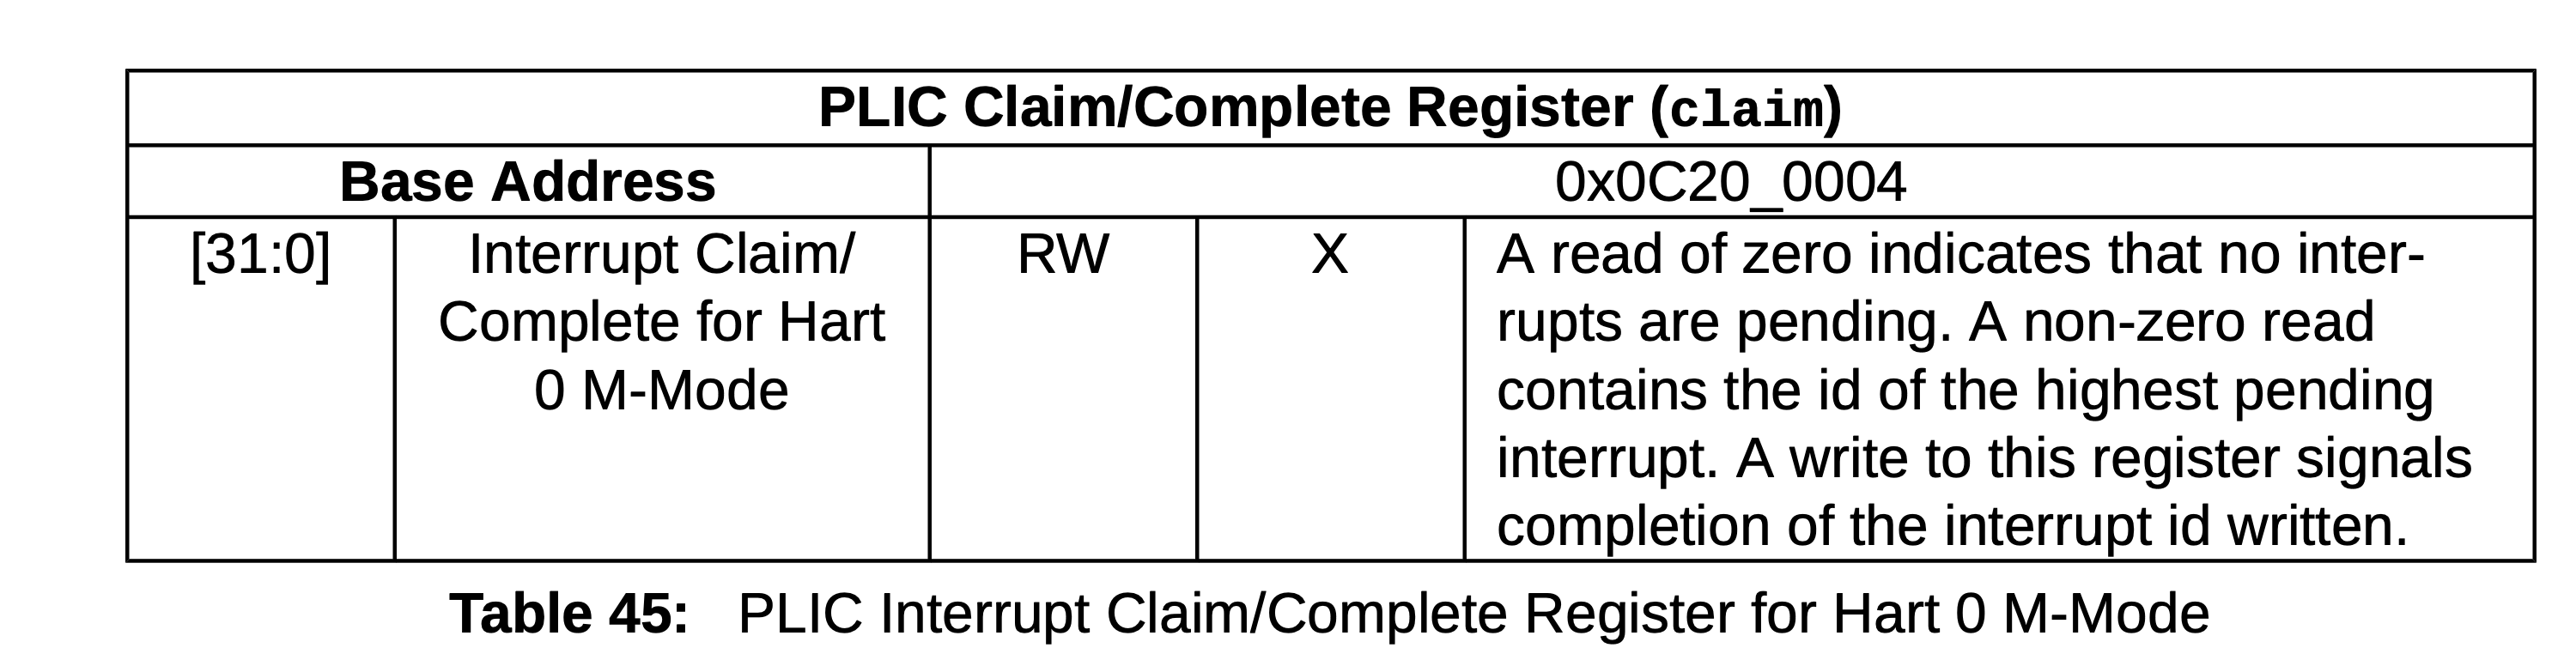 PLIC Claim/Complete Register (claim)
Base Address 0x0C20_0004
[31:0] Interrupt Claim/ RW X A read of zero indicates that no inter-
Complete for Hart rupts are pending. A non-zero read
0 M-Mode contains the id of the highest pending
interrupt. A write to this register signals
completion of the interrupt id written.
Table 45: PLIC Interrupt Claim/Complete Register for Hart 0 M-Mode